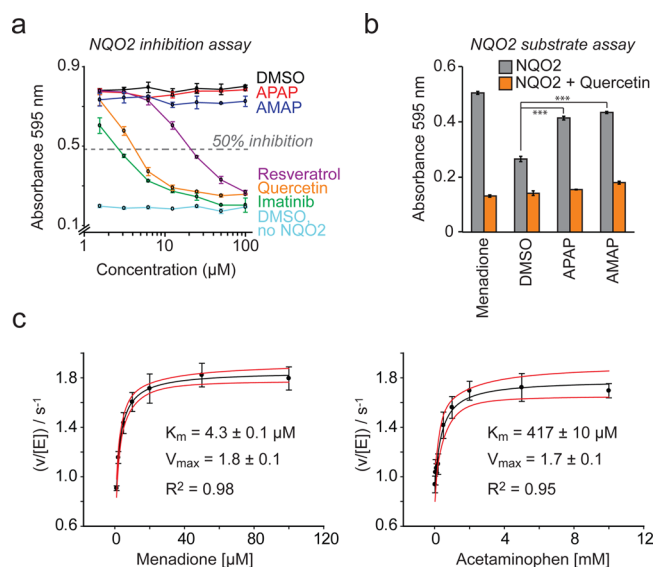 a
NQO2 inhibition assay
Absorbance 595 nm
0.9
0.5
0.1
1
10
100
Concentration (µM)
DMSO
APAP
AMAP
50% inhibition
Resveratrol
Quercetin
Imatinib
DMSO,
no NQO2
b
NQO2 substrate assay
NQO2
NQO2 + Quercetin
Absorbance 595 nm
0.6
0.4
0.2
0
***
***
Menadione
DMSO
APAP
AMAP
c
(v/[E]) / s⁻¹
1.8
1.4
1.0
0.6
0
40
80
120
Menadione [µM]
Kₘ = 4.3 ± 0.1 µM
Vₘₐₓ = 1.8 ± 0.1
R² = 0.98
(v/[E]) / s⁻¹
1.8
1.4
1.0
0.6
0
4
8
12
Acetaminophen [mM]
Kₘ = 417 ± 10 µM
Vₘₐₓ = 1.7 ± 0.1
R² = 0.95